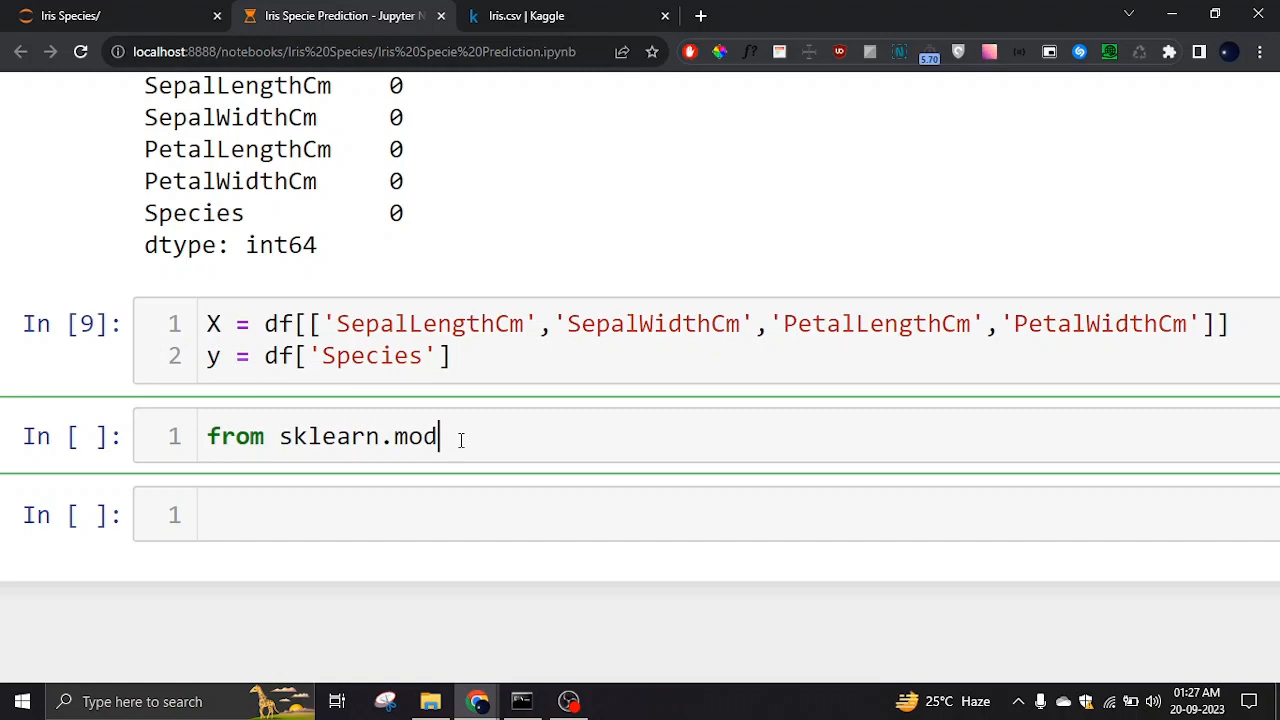 Iris Species/
Iris Specie Prediction - Jupyter N
Iris.csv | Kaggle
localhost:8888/notebooks/Iris%20Species/Iris%20Specie%20Prediction.ipynb
5.70
SepalLengthCm 0
SepalWidthCm 0
PetalLengthCm 0
PetalWidthCm 0
Species 0
dtype: int64
In [9]: 1 X = df[['SepalLengthCm','SepalWidthCm','PetalLengthCm','PetalWidthCm']]
2 y = df['Species']
In [ ]: 1 from sklearn.mod
In [ ]: 1
Type here to search
25°C Haze
01:27 AM
20-09-2023